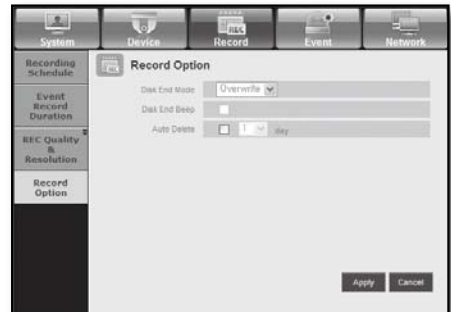 System
Device
Record
Event
Network
Recording
Schedule
Event
Record
Duration
REC Quality
&
Resolution
Record
Option
REC
Record Option
Disk End Mode
Overwrite
Disk End Beep
Auto Delete
1
day
Apply
Cancel